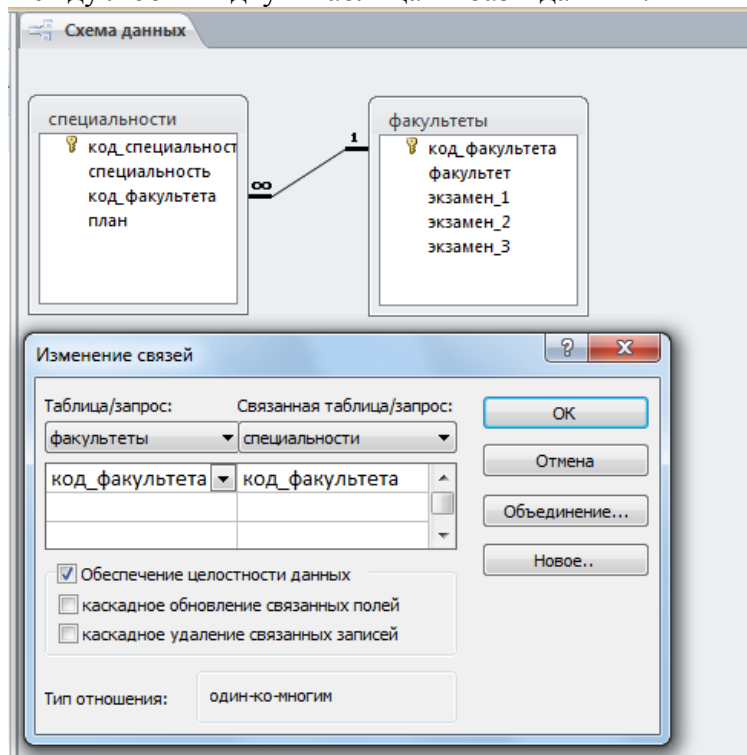 Схема данных
специальности
код_специальност
специальность
код_факультета
план
∞
1
факультеты
код_факультета
факультет
экзамен_1
экзамен_2
экзамен_3
Изменение связей
?
Таблица/запрос: Связанная таблица/запрос:
факультеты специальности
код_факультета код_факультета
OK
Отмена
Объединение...
Новое..
Обеспечение целостности данных
каскадное обновление связанных полей
каскадное удаление связанных записей
Тип отношения: один-ко-многим